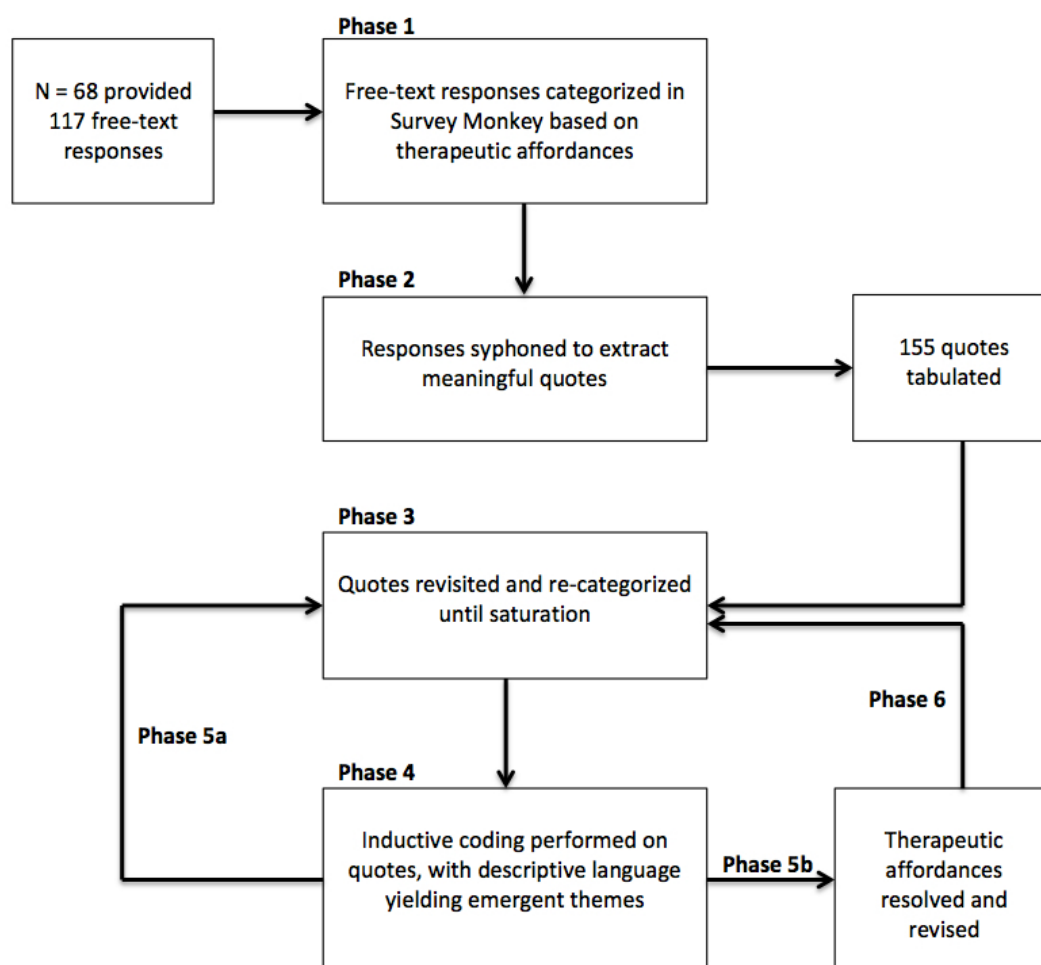 Phase 1
N = 68 provided
117 free-text
responses
Free-text responses categorized in
Survey Monkey based on
therapeutic affordances
Phase 2
Responses syphoned to extract
meaningful quotes
155 quotes
tabulated
Phase 3
Quotes revisited and re-categorized
until saturation
Phase 5a
Phase 6
Phase 4
Inductive coding performed on
quotes, with descriptive language
yielding emergent themes
Phase 5b
Therapeutic
affordances
resolved and
revised